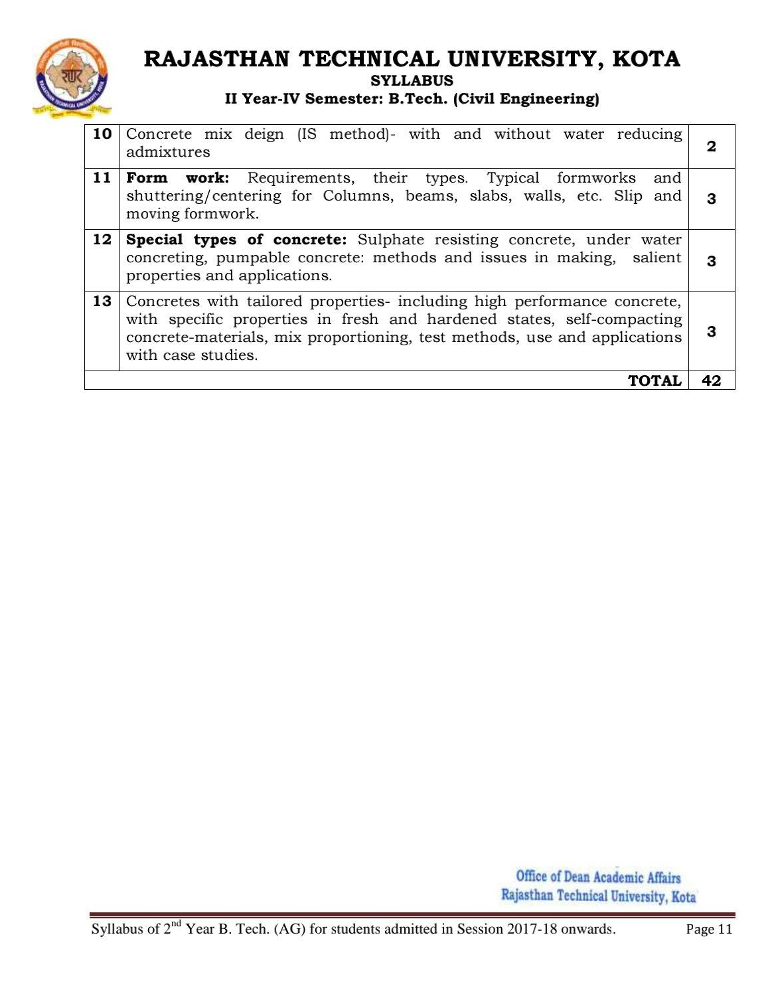 RAJASTHAN TECHNICAL UNIVERSITY, KOTA
SYLLABUS
II Year-IV Semester: B.Tech. (Civil Engineering)
10 Concrete mix deign (IS method)- with and without water reducing
admixtures
2
11 Form work: Requirements, their types. Typical formworks and
shuttering/centering for Columns, beams, slabs, walls, etc. Slip and
moving formwork.
3
12 Special types of concrete: Sulphate resisting concrete, under water
concreting, pumpable concrete: methods and issues in making, salient
properties and applications.
3
13 Concretes with tailored properties- including high performance concrete,
with specific properties in fresh and hardened states, self-compacting
concrete-materials, mix proportioning, test methods, use and applications
with case studies.
3
TOTAL 42
Office of Dean Academic Affairs
Rajasthan Technical University, Kota
Syllabus of 2nd Year B. Tech. (AG) for students admitted in Session 2017-18 onwards. Page 11